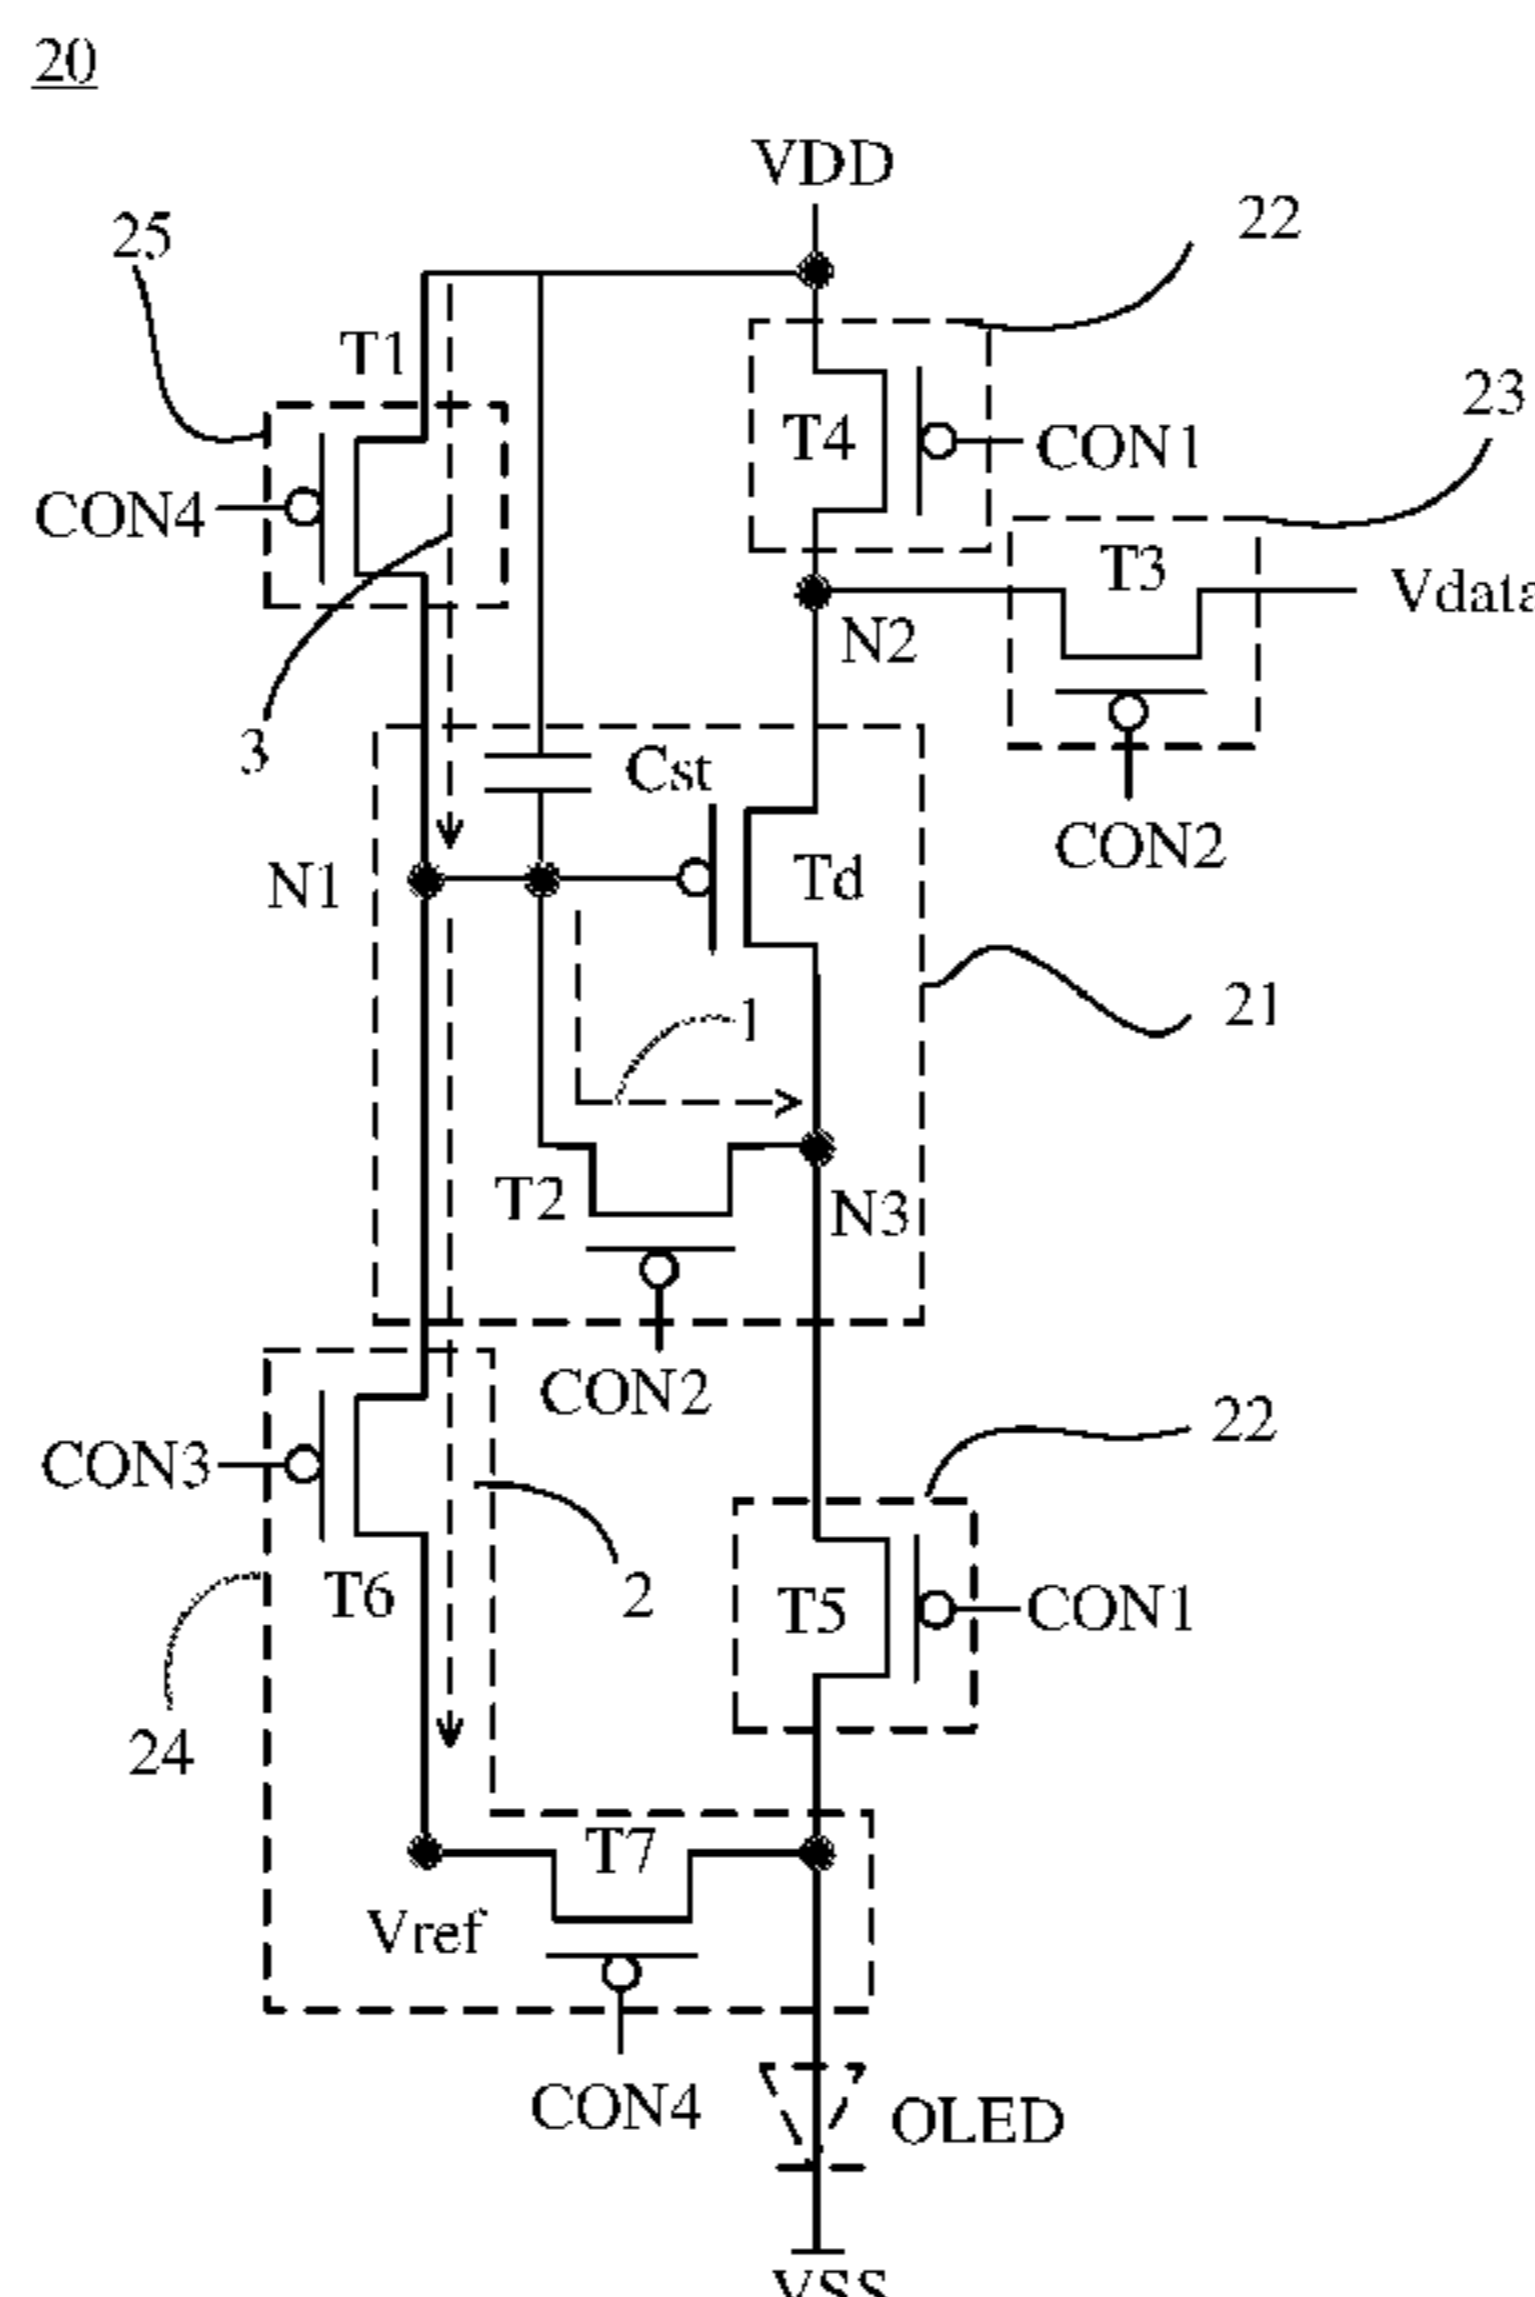 20
VDD
25
22
T1
T4
CON1
23
CON4
T3
Vdata
N2
3
Cst
CON2
N1
Td
1
21
T2
N3
CON2
22
CON3
T6
2
T5
CON1
24
T7
Vref
CON4
OLED
VSS